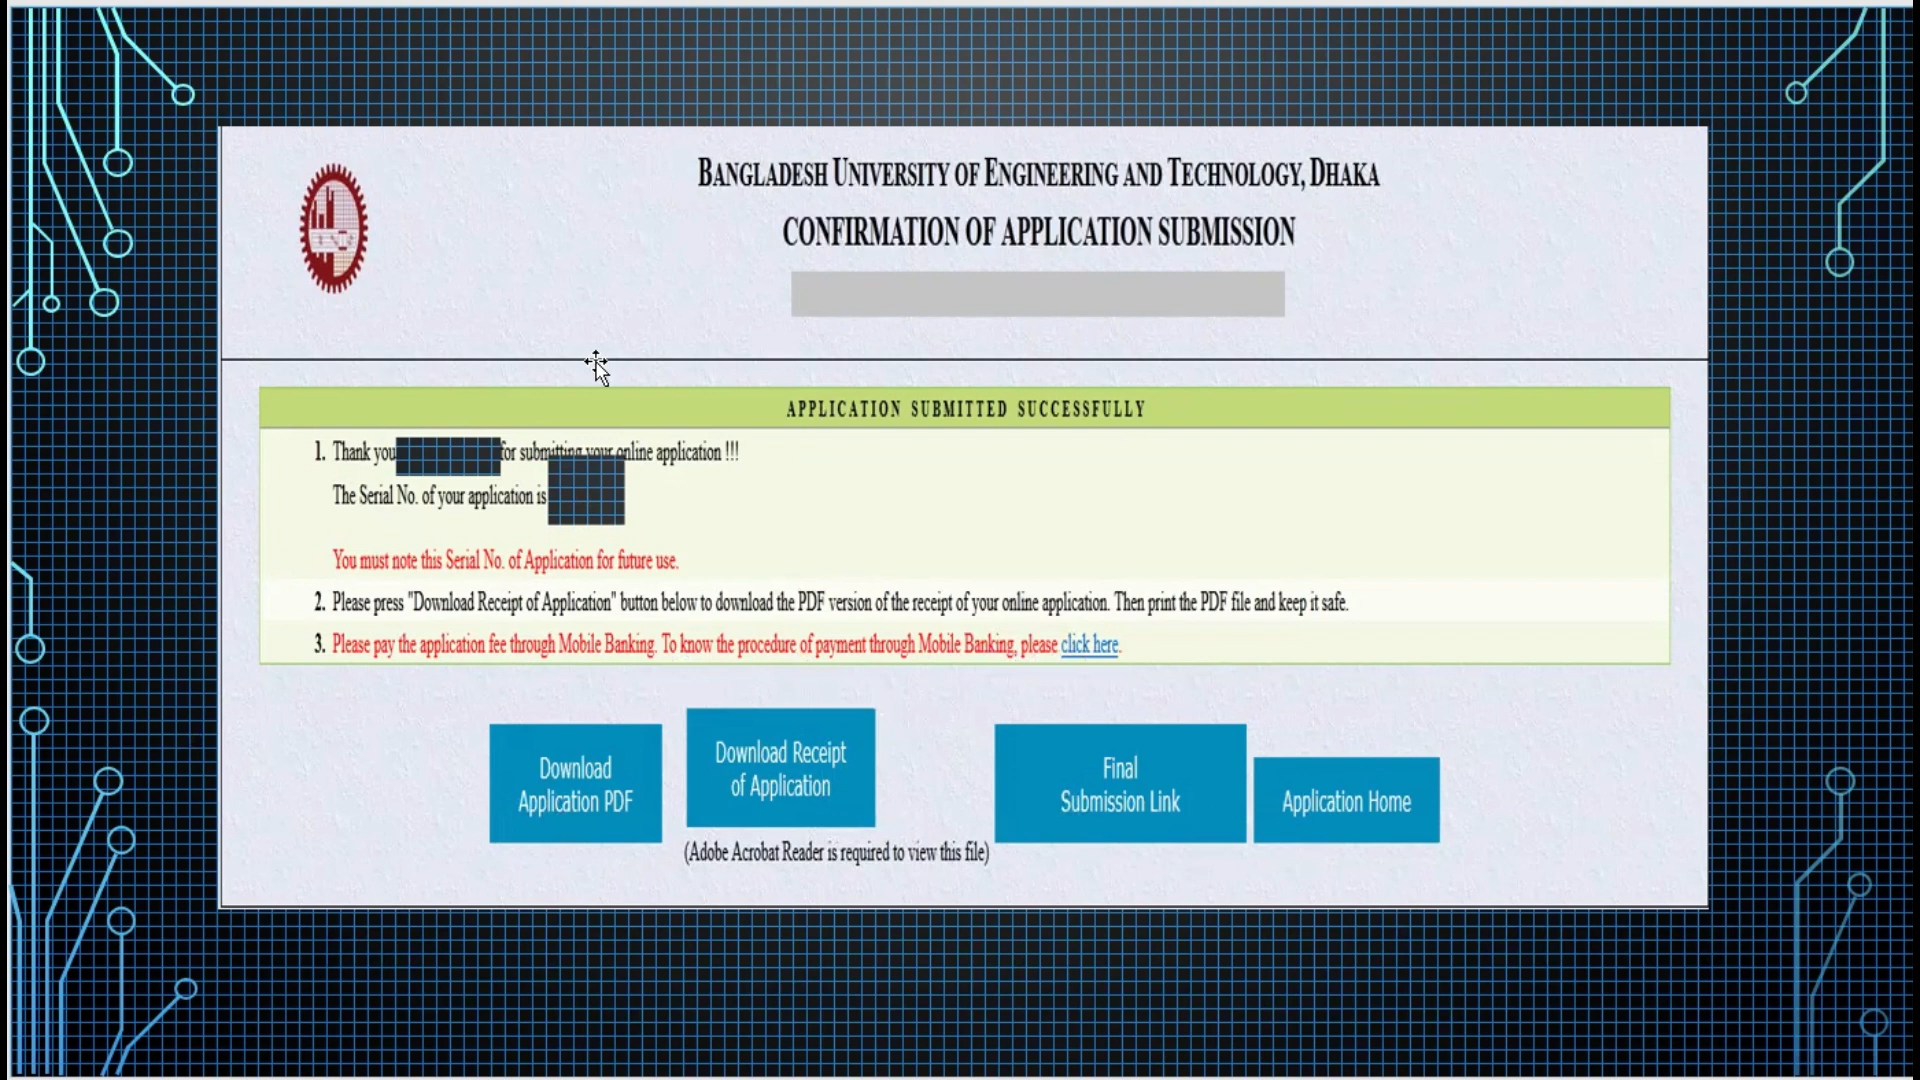 BANGLADESH UNIVERSITY OF ENGINEERING AND TECHNOLOGY, DHAKA
CONFIRMATION OF APPLICATION SUBMISSION
APPLICATION SUBMITTED SUCCESSFULLY
1. Thank you for submitting your online application !!!
The Serial No. of your application is
You must note this Serial No. of Application for future use.
2. Please press "Download Receipt of Application" button below to download the PDF version of the receipt of your online application. Then print the PDF file and keep it safe.
3. Please pay the application fee through Mobile Banking. To know the procedure of payment through Mobile Banking, please click here.
Download
Application PDF
Download Receipt
of Application
Final
Submission Link
Application Home
(Adobe Acrobat Reader is required to view this file)